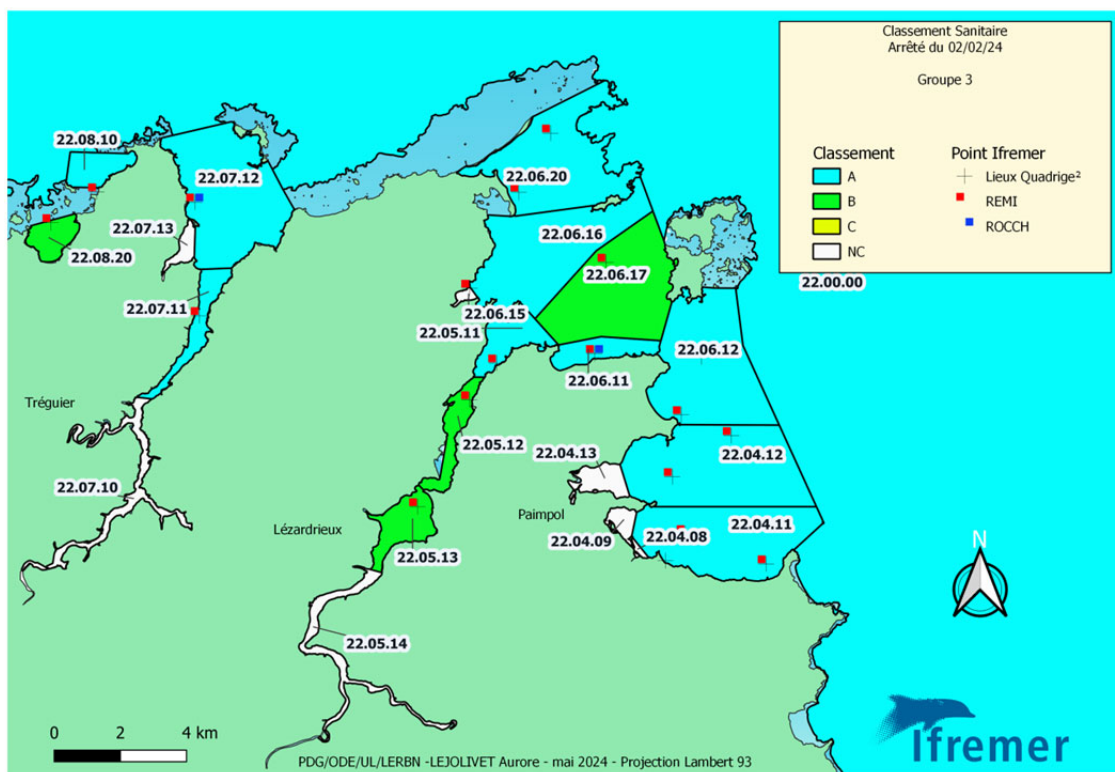 Classement Sanitaire
Arrêté du 02/02/24
Groupe 3
Classement
A
B
C
NC
Point Ifremer
Lieux Quadrige²
REMI
ROCCH
22.00.00
22.08.10
22.07.12
22.07.13
22.08.20
22.07.11
22.06.20
22.06.16
22.06.17
22.06.15
22.05.11
22.06.12
22.06.11
Tréguier
22.05.12
22.04.13
22.04.12
22.07.10
Lézardrieux
Paimpol
22.04.11
22.04.08
22.04.09
22.05.13
22.05.14
N
0 2 4 km
Ifremer
PDG/ODE/UL/LERBN -LEJOLIVET Aurore - mai 2024 - Projection Lambert 93